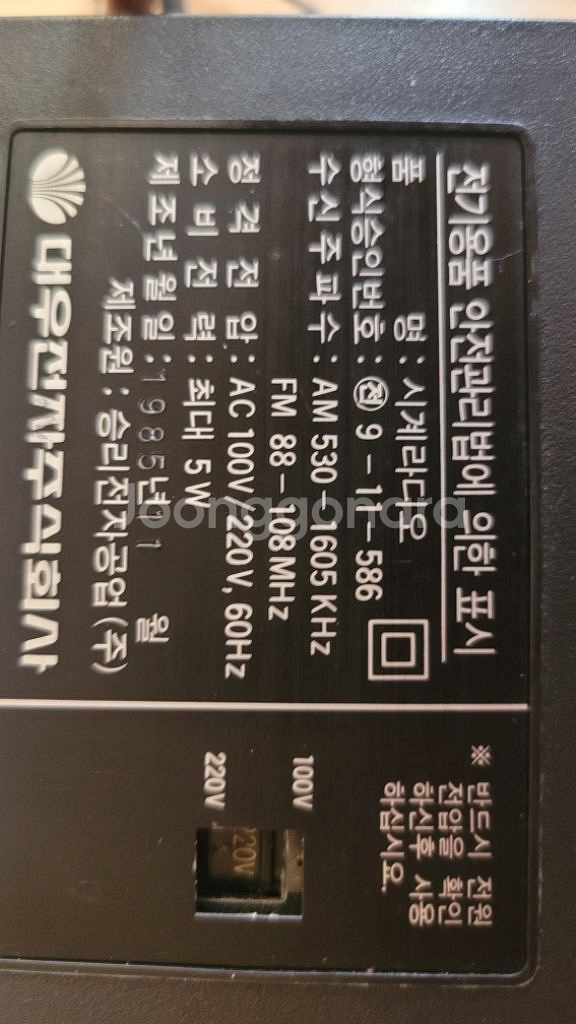 전기용품 안전관리법에 의한 표시
품 명 : 시계라디오
형식승인번호 : 전 9 - 11 - 586
수신주파수 : AM 530 - 1605 KHz
FM 88 - 108 MHz
정 격 전 압 : AC 100V/220V, 60Hz
소 비 전 력 : 최대 5W
제조년월일 : 1985년 11 월
제조원 : 승리전자공업 (주)
대우전자주식회사
※ 반드시 전원
전압을 확인
하신후 사용
하십시요.
100V
220V
220V
Joonggonara